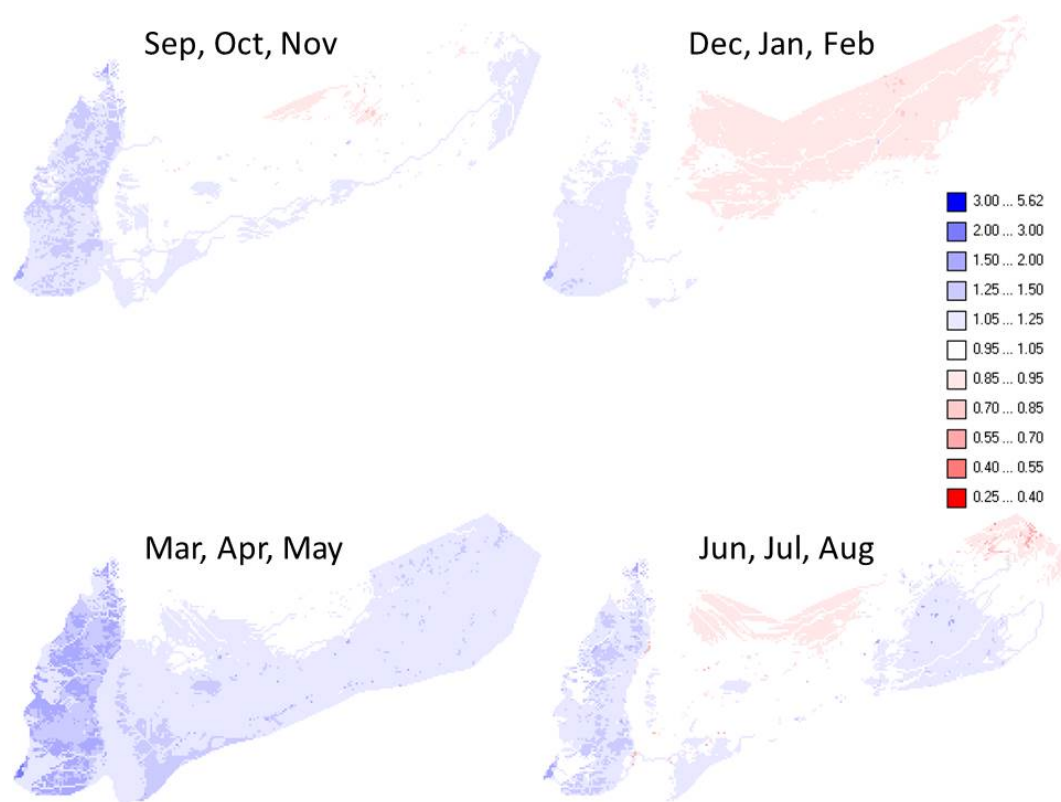 Sep, Oct, Nov
Dec, Jan, Feb
3.00 ... 5.62
2.00 ... 3.00
1.50 ... 2.00
1.25 ... 1.50
1.05 ... 1.25
0.95 ... 1.05
0.85 ... 0.95
0.70 ... 0.85
0.55 ... 0.70
0.40 ... 0.55
0.25 ... 0.40
Mar, Apr, May
Jun, Jul, Aug